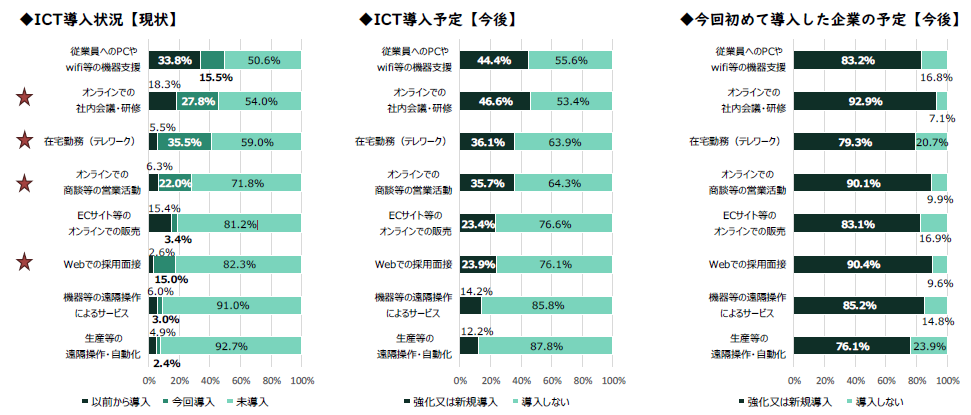 ◆ICT導入状況【現状】
従業員へのPCや
wifi等の機器支援
33.8%
15.5%
50.6%
オンラインでの
社内会議・研修
18.3%
27.8%
54.0%
在宅勤務（テレワーク）
5.5%
35.5%
59.0%
オンラインでの
商談等の営業活動
6.3%
22.0%
71.8%
ECサイト等の
オンラインでの販売
15.4%
3.4%
81.2%
Webでの採用面接
2.6%
15.0%
82.3%
機器等の遠隔操作
によるサービス
6.0%
3.0%
91.0%
生産等の
遠隔操作・自動化
4.9%
2.4%
92.7%
0% 20% 40% 60% 80% 100%
以前から導入 今回導入 未導入
◆ICT導入予定【今後】
従業員へのPCや
wifi等の機器支援
44.4% 55.6%
オンラインでの
社内会議・研修
46.6% 53.4%
在宅勤務（テレワーク）
36.1% 63.9%
オンラインでの
商談等の営業活動
35.7% 64.3%
ECサイト等の
オンラインでの販売
23.4% 76.6%
Webでの採用面接
23.9% 76.1%
機器等の遠隔操作
によるサービス
14.2%
85.8%
生産等の
遠隔操作・自動化
12.2%
87.8%
0% 20% 40% 60% 80% 100%
強化又は新規導入 導入しない
◆今回初めて導入した企業の予定【今後】
従業員へのPCや
wifi等の機器支援
83.2%
16.8%
オンラインでの
社内会議・研修
92.9%
7.1%
在宅勤務（テレワーク）
79.3% 20.7%
オンラインでの
商談等の営業活動
90.1%
9.9%
ECサイト等の
オンラインでの販売
83.1%
16.9%
Webでの採用面接
90.4%
9.6%
機器等の遠隔操作
によるサービス
85.2%
14.8%
生産等の
遠隔操作・自動化
76.1% 23.9%
0% 20% 40% 60% 80% 100%
強化又は新規導入 導入しない